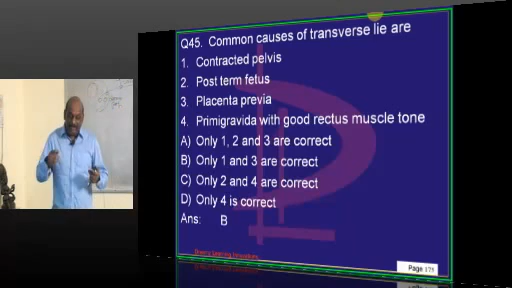 Q45. Common causes of transverse lie are
1. Contracted pelvis
2. Post term fetus
3. Placenta previa
4. Primigravida with good rectus muscle tone
A) Only 1, 2 and 3 are correct
B) Only 1 and 3 are correct
C) Only 2 and 4 are correct
D) Only 4 is correct
Ans: B
Page 175